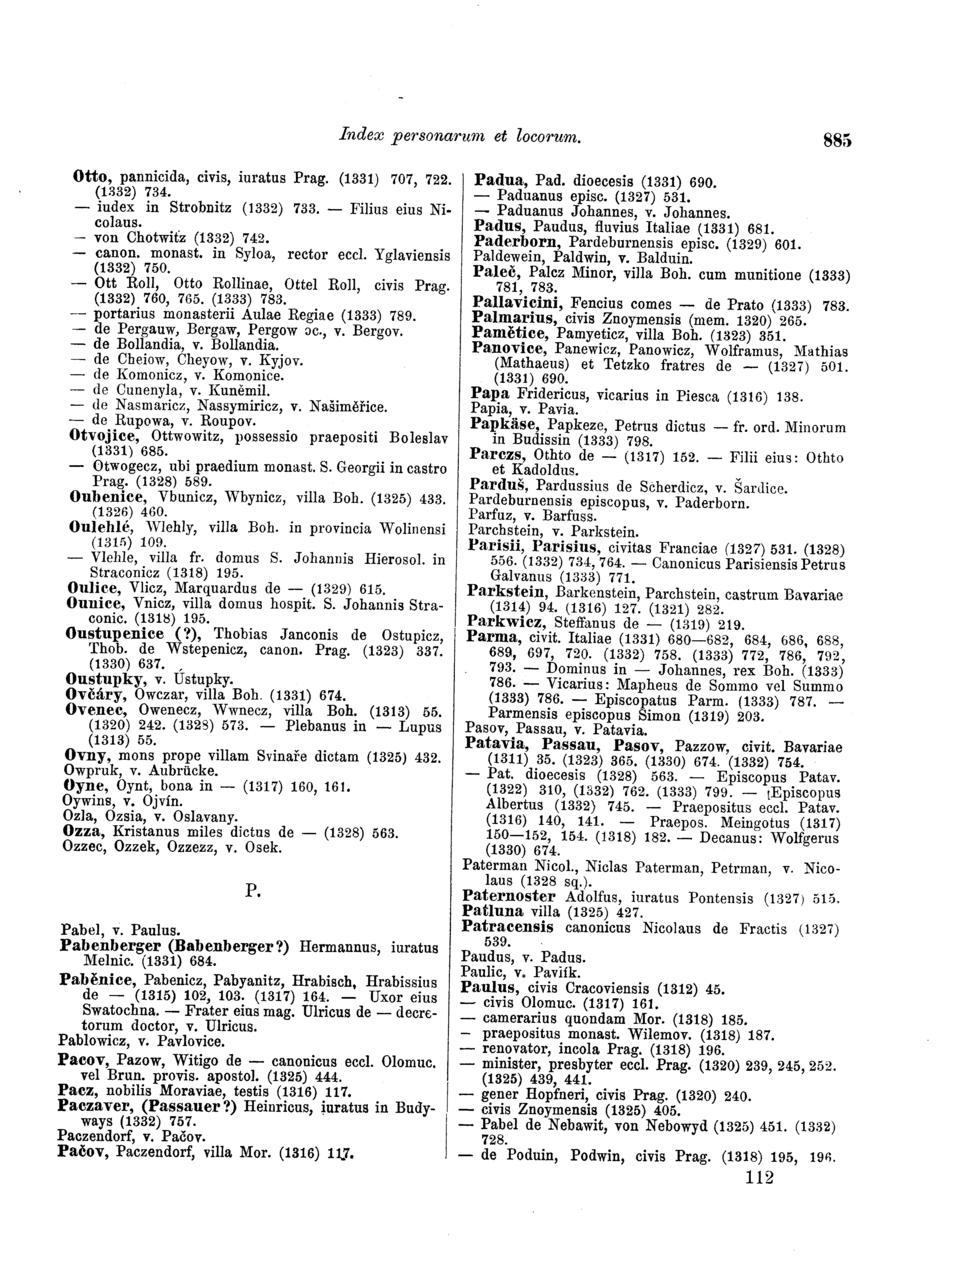 Index personarum et locorum.
885
Otto, pannicida, civis, iuratus Prag. (1331) 707, 722.
(1332) 734.
— iudex in Strobnitz (1332) 733. — Filius eius Ni-
colaus.
— von Chotwitz (1332) 742.
— canon. monast. in Syloa, rector eccl. Yglaviensis
(1332) 750.
— Ott Roll, Otto Rollinae, Ottel Roll, civis Prag.
(1332) 760, 765. (1333) 783.
— portarius monasterii Aulae Regiae (1333) 789.
— de Pergauw, Bergaw, Pergow ɔc., v. Bergov.
— de Bollandia, v. Bollandia.
— de Cheiow, Cheyow, v. Kyjov.
— de Komonicz, v. Komonice.
— de Cunenyla, v. Kuněmil.
— de Nasmaricz, Nassymiricz, v. Našiměřice.
— de Rupowa, v. Roupov.
Otvojice, Ottwowitz, possessio praepositi Boleslav
(1331) 685.
— Otwogecz, ubi praedium monast. S. Georgii in castro
Prag. (1328) 589.
Oubenice, Vbunicz, Wbynicz, villa Boh. (1325) 433.
(1326) 460.
Oulehlé, Wlehly, villa Boh. in provincia Wolinensi
(1315) 109.
— Vlehle, villa fr. domus S. Johannis Hierosol. in
Straconicz (1318) 195.
Oulice, Vlicz, Marquardus de — (1329) 615.
Ounice, Vnicz, villa domus hospit. S. Johannis Stra-
conic. (1318) 195.
Oustupenice (?), Thobias Janconis de Ostupicz,
Thob. de Wstepenicz, canon. Prag. (1323) 337.
(1330) 637.
Oustupky, v. Ústupky.
Ovčáry, Owczar, villa Boh. (1331) 674.
Ovenec, Owenecz, Wwnecz, villa Boh. (1313) 55.
(1320) 242. (1328) 573. — Plebanus in — Lupus
(1313) 55.
Ovny, mons prope villam Svinaře dictam (1325) 432.
Owpruk, v. Aubrücke.
Oyne, Oynt, bona in — (1317) 160, 161.
Oywins, v. Ojvín.
Ozla, Ozsia, v. Oslavany.
Ozza, Kristanus miles dictus de — (1328) 563.
Ozzec, Ozzek, Ozzezz, v. Osek.
P.
Pabel, v. Paulus.
Pabenberger (Babenberger?) Hermannus, iuratus
Melnic. (1331) 684.
Paběnice, Pabenicz, Pabyanitz, Hrabisch, Hrabissius
de — (1315) 102, 103. (1317) 164. — Uxor eius
Swatochna. — Frater eius mag. Ulricus de — decre-
torum doctor, v. Ulricus.
Pablowicz, v. Pavlovice.
Pacov, Pazow, Witigo de — canonicus eccl. Olomuc.
vel Brun. provis. apostol. (1325) 444.
Pacz, nobilis Moraviae, testis (1316) 117.
Paczaver, (Passauer?) Heinricus, iuratus in Budy-
ways (1332) 757.
Paczendorf, v. Pačov.
Pačov, Paczendorf, villa Mor. (1316) 117.
Padua, Pad. dioecesis (1331) 690.
— Paduanus episc. (1327) 531.
— Paduanus Johannes, v. Johannes.
Padus, Paudus, fluvius Italiae (1331) 681.
Paderborn, Pardeburnensis episc. (1329) 601.
Paldewein, Paldwin, v. Balduin.
Paleč, Palcz Minor, villa Boh. cum munitione (1333)
781, 783.
Pallavicini, Fencius comes — de Prato (1333) 783.
Palmarius, civis Znoymensis (mem. 1320) 265.
Pamětice, Pamyeticz, villa Boh. (1323) 351.
Panovice, Panewicz, Panowicz, Wolframus, Mathias
(Mathaeus) et Tetzko fratres de — (1327) 501.
(1331) 690.
Papa Fridericus, vicarius in Piesca (1316) 138.
Papia, v. Pavia.
Papkäse, Papkeze, Petrus dictus — fr. ord. Minorum
in Budissin (1333) 798.
Parczs, Othto de — (1317) 152. — Filii eius: Othto
et Kadoldus.
Parduš, Pardussius de Scherdicz, v. Šardice.
Pardeburnensis episcopus, v. Paderborn.
Parfuz, v. Barfuss.
Parchstein, v. Parkstein.
Parisii, Parisius, civitas Franciae (1327) 531. (1328)
556. (1332) 734, 764. — Canonicus Parisiensis Petrus
Galvanus (1333) 771.
Parkstein, Barkenstein, Parchstein, castrum Bavariae
(1314) 94. (1316) 127. (1321) 282.
Parkwicz, Steffanus de — (1319) 219.
Parma, civit. Italiae (1331) 680—682, 684, 686, 688,
689, 697, 720. (1332) 758. (1333) 772, 786, 792,
793. — Dominus in — Johannes, rex Boh. (1333)
786. — Vicarius: Mapheus de Sommo vel Summo
(1333) 786. — Episcopatus Parm. (1333) 787. —
Parmensis episcopus Simon (1319) 203.
Pasov, Passau, v. Patavia.
Patavia, Passau, Pasov, Pazzow, civit. Bavariae
(1311) 35. (1323) 365. (1330) 674. (1332) 754.
— Pat. dioecesis (1328) 563. — Episcopus Patav.
(1322) 310, (1332) 762. (1333) 799. — Episcopus
Albertus (1332) 745. — Praepositus eccl. Patav.
(1316) 140, 141. — Praepos. Meingotus (1317)
150—152, 154. (1318) 182. — Decanus: Wolfgerus
(1330) 674.
Paterman Nicol., Niclas Paterman, Petrman, v. Nico-
laus (1328 sq.).
Paternoster Adolfus, iuratus Pontensis (1327) 515.
Patluna villa (1325) 427.
Patracensis canonicus Nicolaus de Fractis (1327)
539.
Paudus, v. Padus.
Paulic, v. Pavlík.
Paulus, civis Cracoviensis (1312) 45.
— civis Olomuc. (1317) 161.
— camerarius quondam Mor. (1318) 185.
— praepositus monast. Wilemov. (1318) 187.
— renovator, incola Prag. (1318) 196.
— minister, presbyter eccl. Prag. (1320) 239, 245, 252.
(1325) 439, 441.
— gener Hopfneri, civis Prag. (1320) 240.
— civis Znoymensis (1325) 405.
— Pabel de Nebawit, von Nebowyd (1325) 451. (1332)
728.
— de Poduin, Podwin, civis Prag. (1318) 195, 196.
112